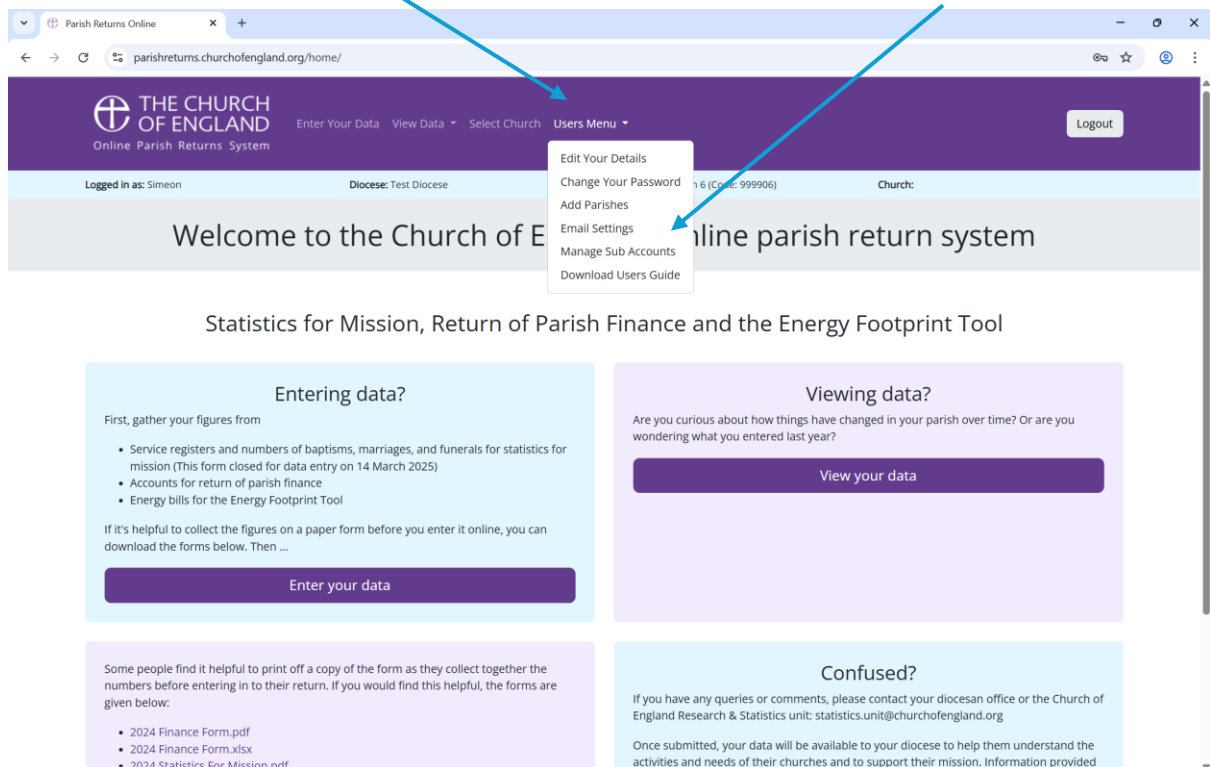 Parish Returns Online
parishreturns.churchofengland.org/home/
THE CHURCH
OF ENGLAND
Online Parish Returns System
Enter Your Data View Data Select Church Users Menu
Logout
Edit Your Details
Change Your Password
Add Parishes
Email Settings
Manage Sub Accounts
Download Users Guide
Logged in as: Simeon Diocese: Test Diocese 6 (Code: 999906) Church:
Welcome to the Church of E nline parish return system
Statistics for Mission, Return of Parish Finance and the Energy Footprint Tool
Entering data?
First, gather your figures from
• Service registers and numbers of baptisms, marriages, and funerals for statistics for
mission (This form closed for data entry on 14 March 2025)
• Accounts for return of parish finance
• Energy bills for the Energy Footprint Tool
If it's helpful to collect the figures on a paper form before you enter it online, you can
download the forms below. Then ...
Enter your data
Viewing data?
Are you curious about how things have changed in your parish over time? Or are you
wondering what you entered last year?
View your data
Some people find it helpful to print off a copy of the form as they collect together the
numbers before entering in to their return. If you would find this helpful, the forms are
given below:
• 2024 Finance Form.pdf
• 2024 Finance Form.xlsx
• 2024 Statistics For Mission.pdf
Confused?
If you have any queries or comments, please contact your diocesan office or the Church of
England Research & Statistics unit: statistics.unit@churchofengland.org
Once submitted, your data will be available to your diocese to help them understand the
activities and needs of their churches and to support their mission. Information provided